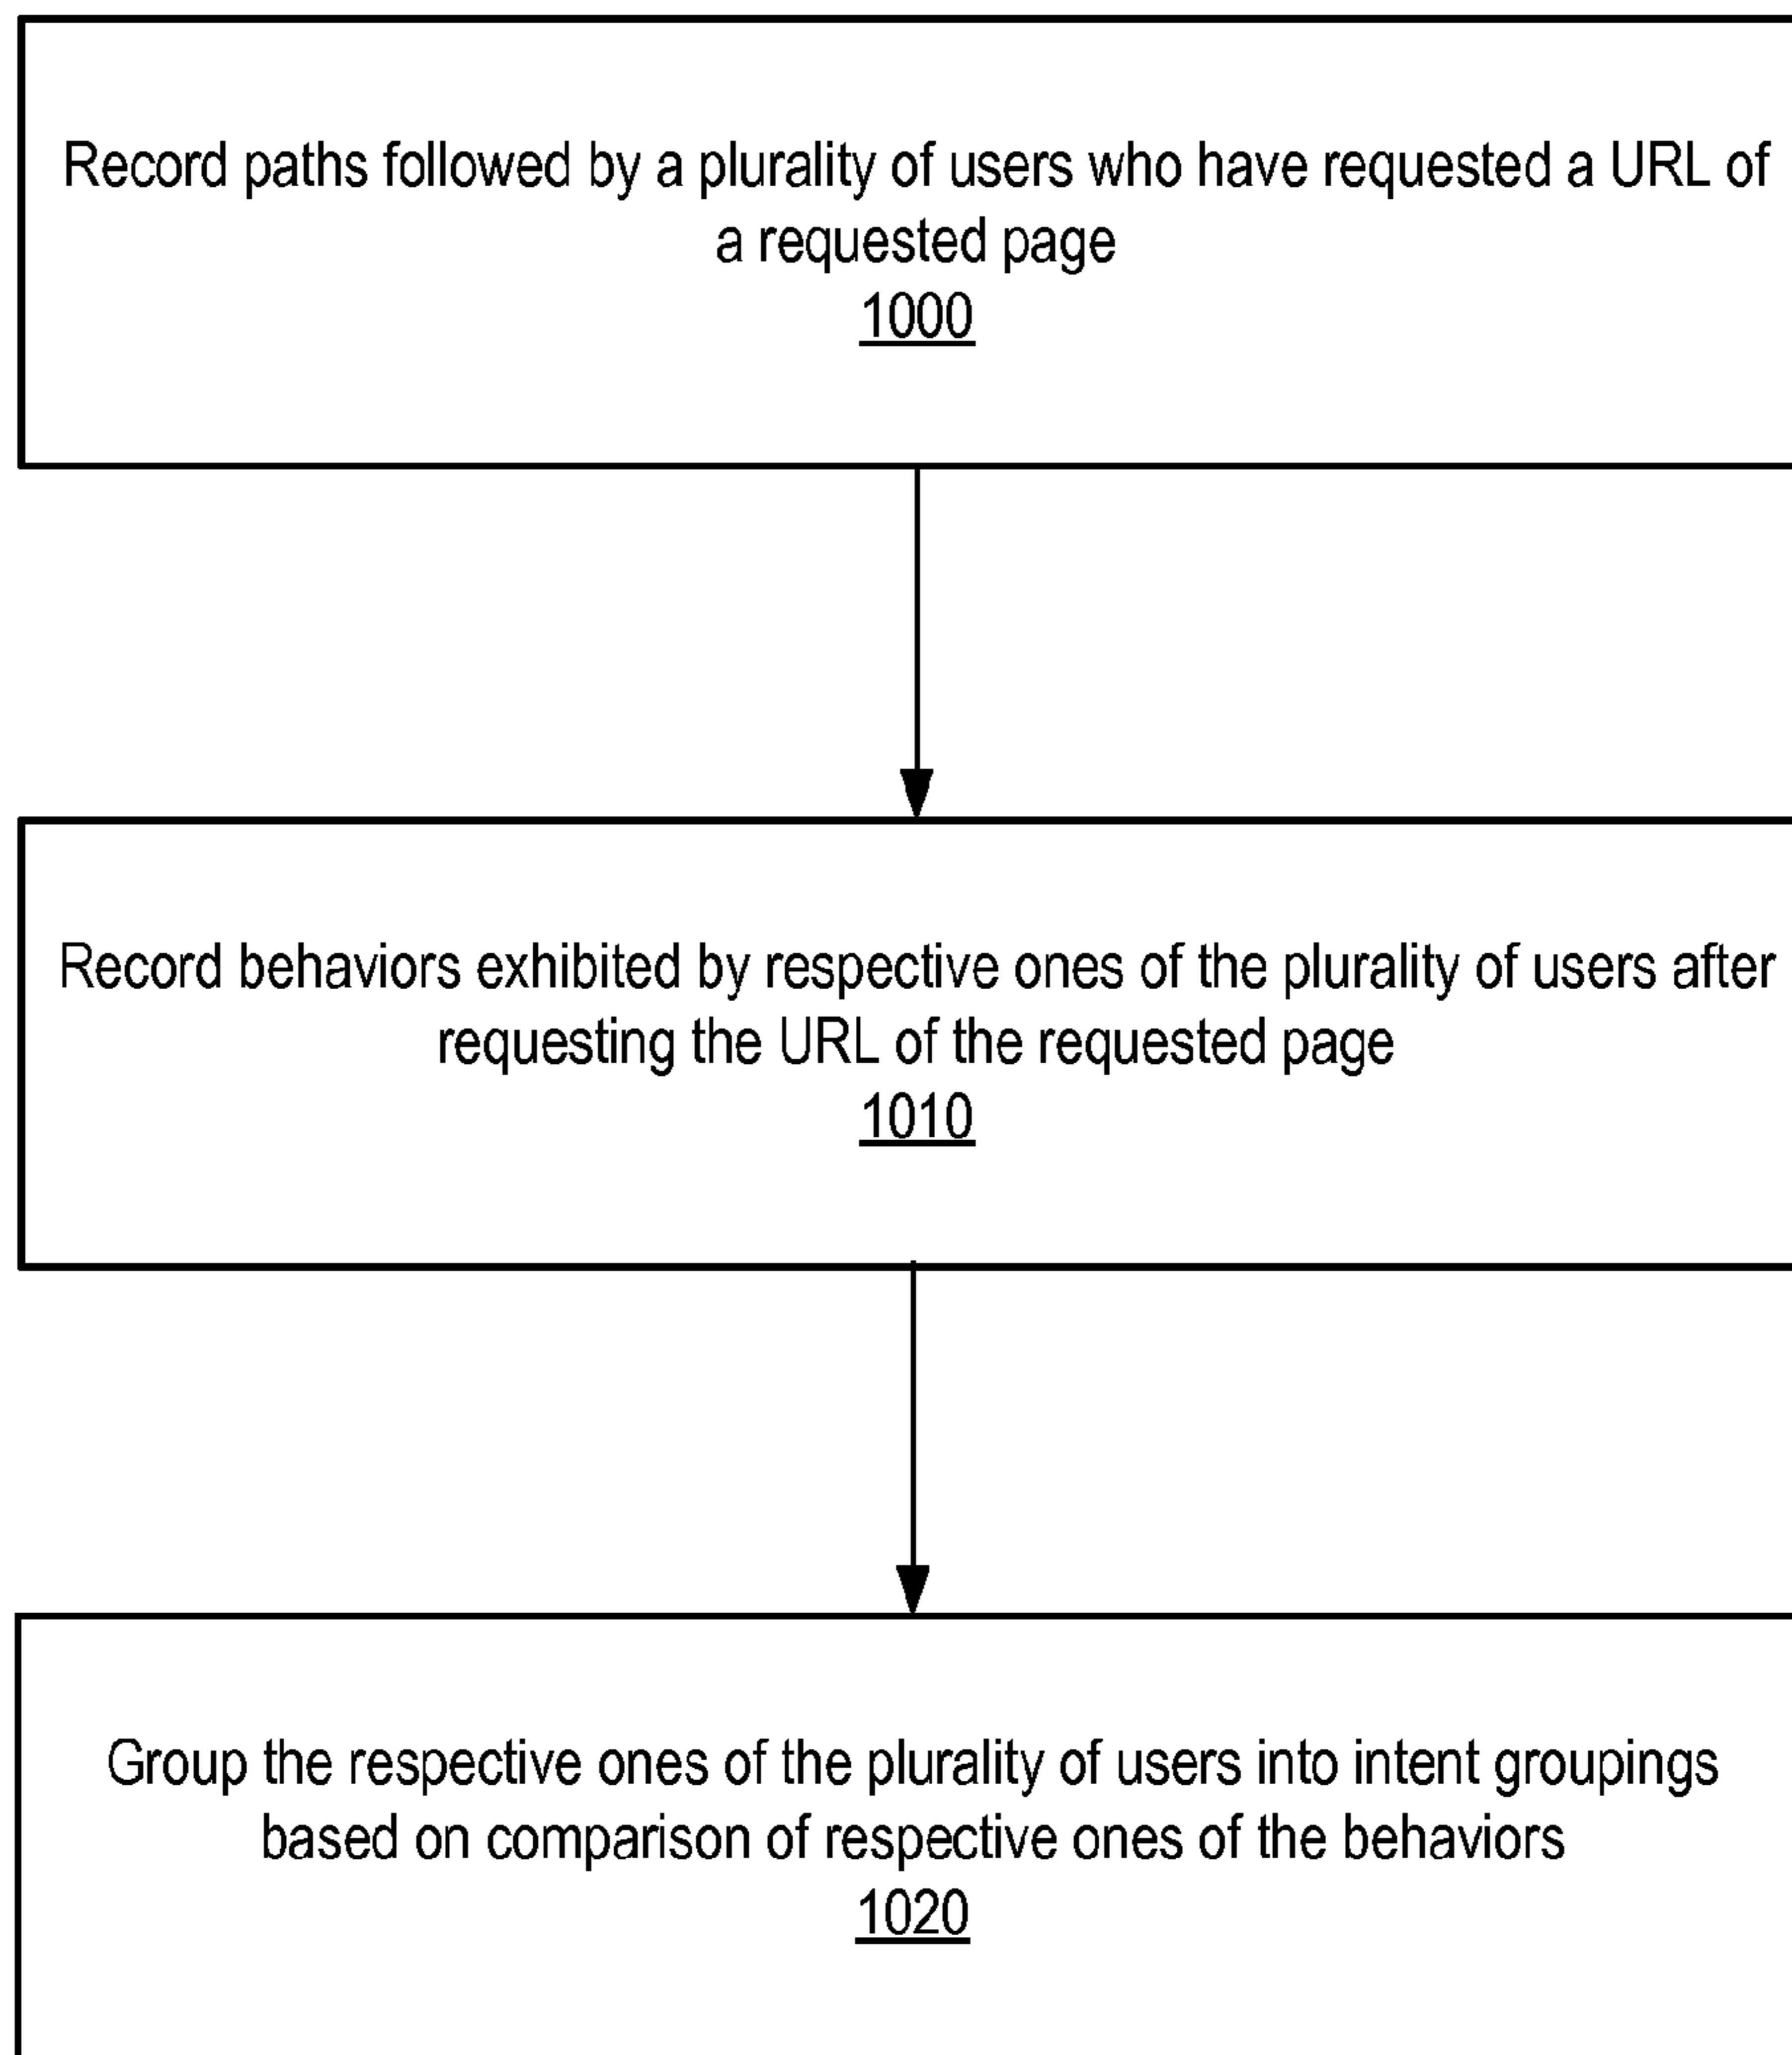 Record paths followed by a plurality of users who have requested a URL of
a requested page
1000
Record behaviors exhibited by respective ones of the plurality of users after
requesting the URL of the requested page
1010
Group the respective ones of the plurality of users into intent groupings
based on comparison of respective ones of the behaviors
1020